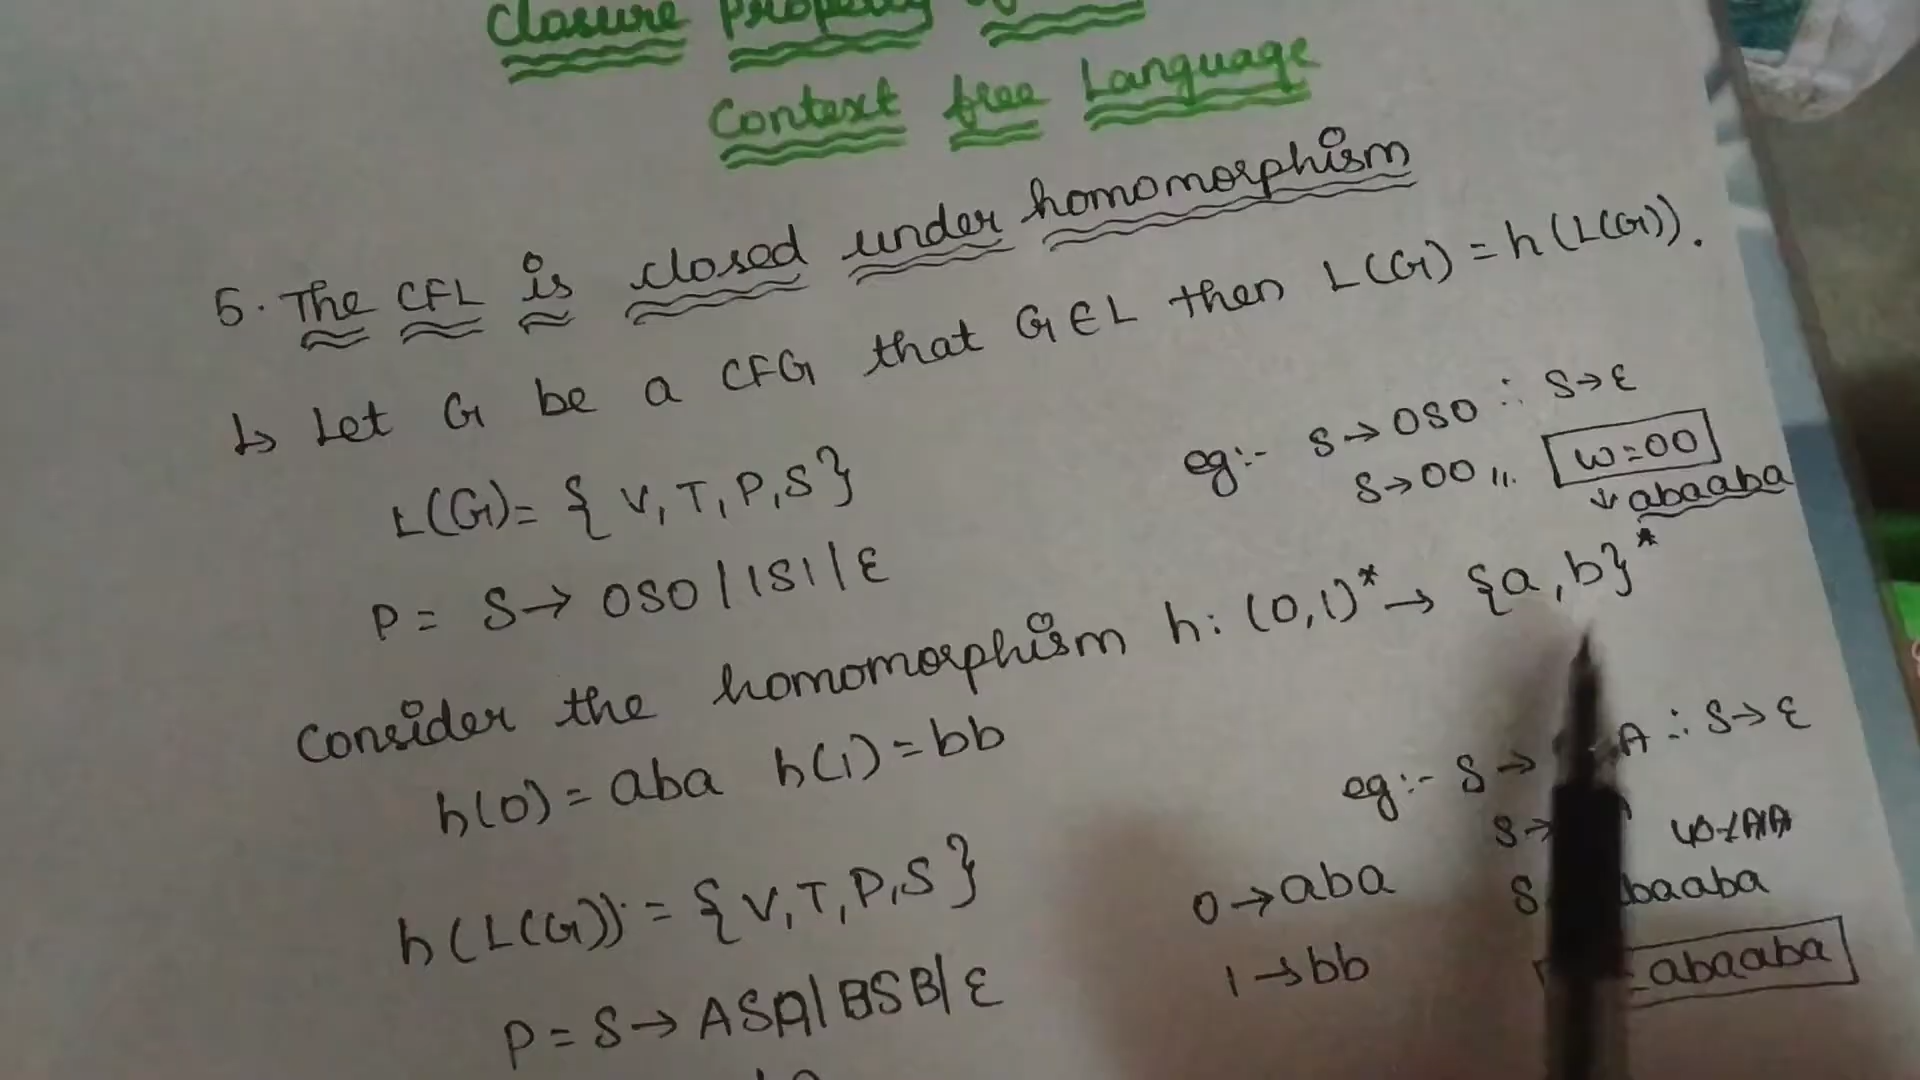 Closure Property
Context free Language
5. The CFL is closed under homomorphism
↳ Let G be a CFG that G∈L then L(G) = h(L(G)).
L(G)= { V, T, P, S }
eg:- S→0S0 ∴ S→ε
S→00 ,,. w=00
↓ abaaba
P = S→ 0S0 | 1S1 | ε
Consider the homomorphism h: (0,1)* → {a,b}*
h(0) = aba h(1) = bb
eg:- S→ A ∴ S→ε
S→
h(L(G)) = { V, T, P, S }
0→aba
S baaba
1→bb
= abaaba
P = S→ ASA | BSB | ε